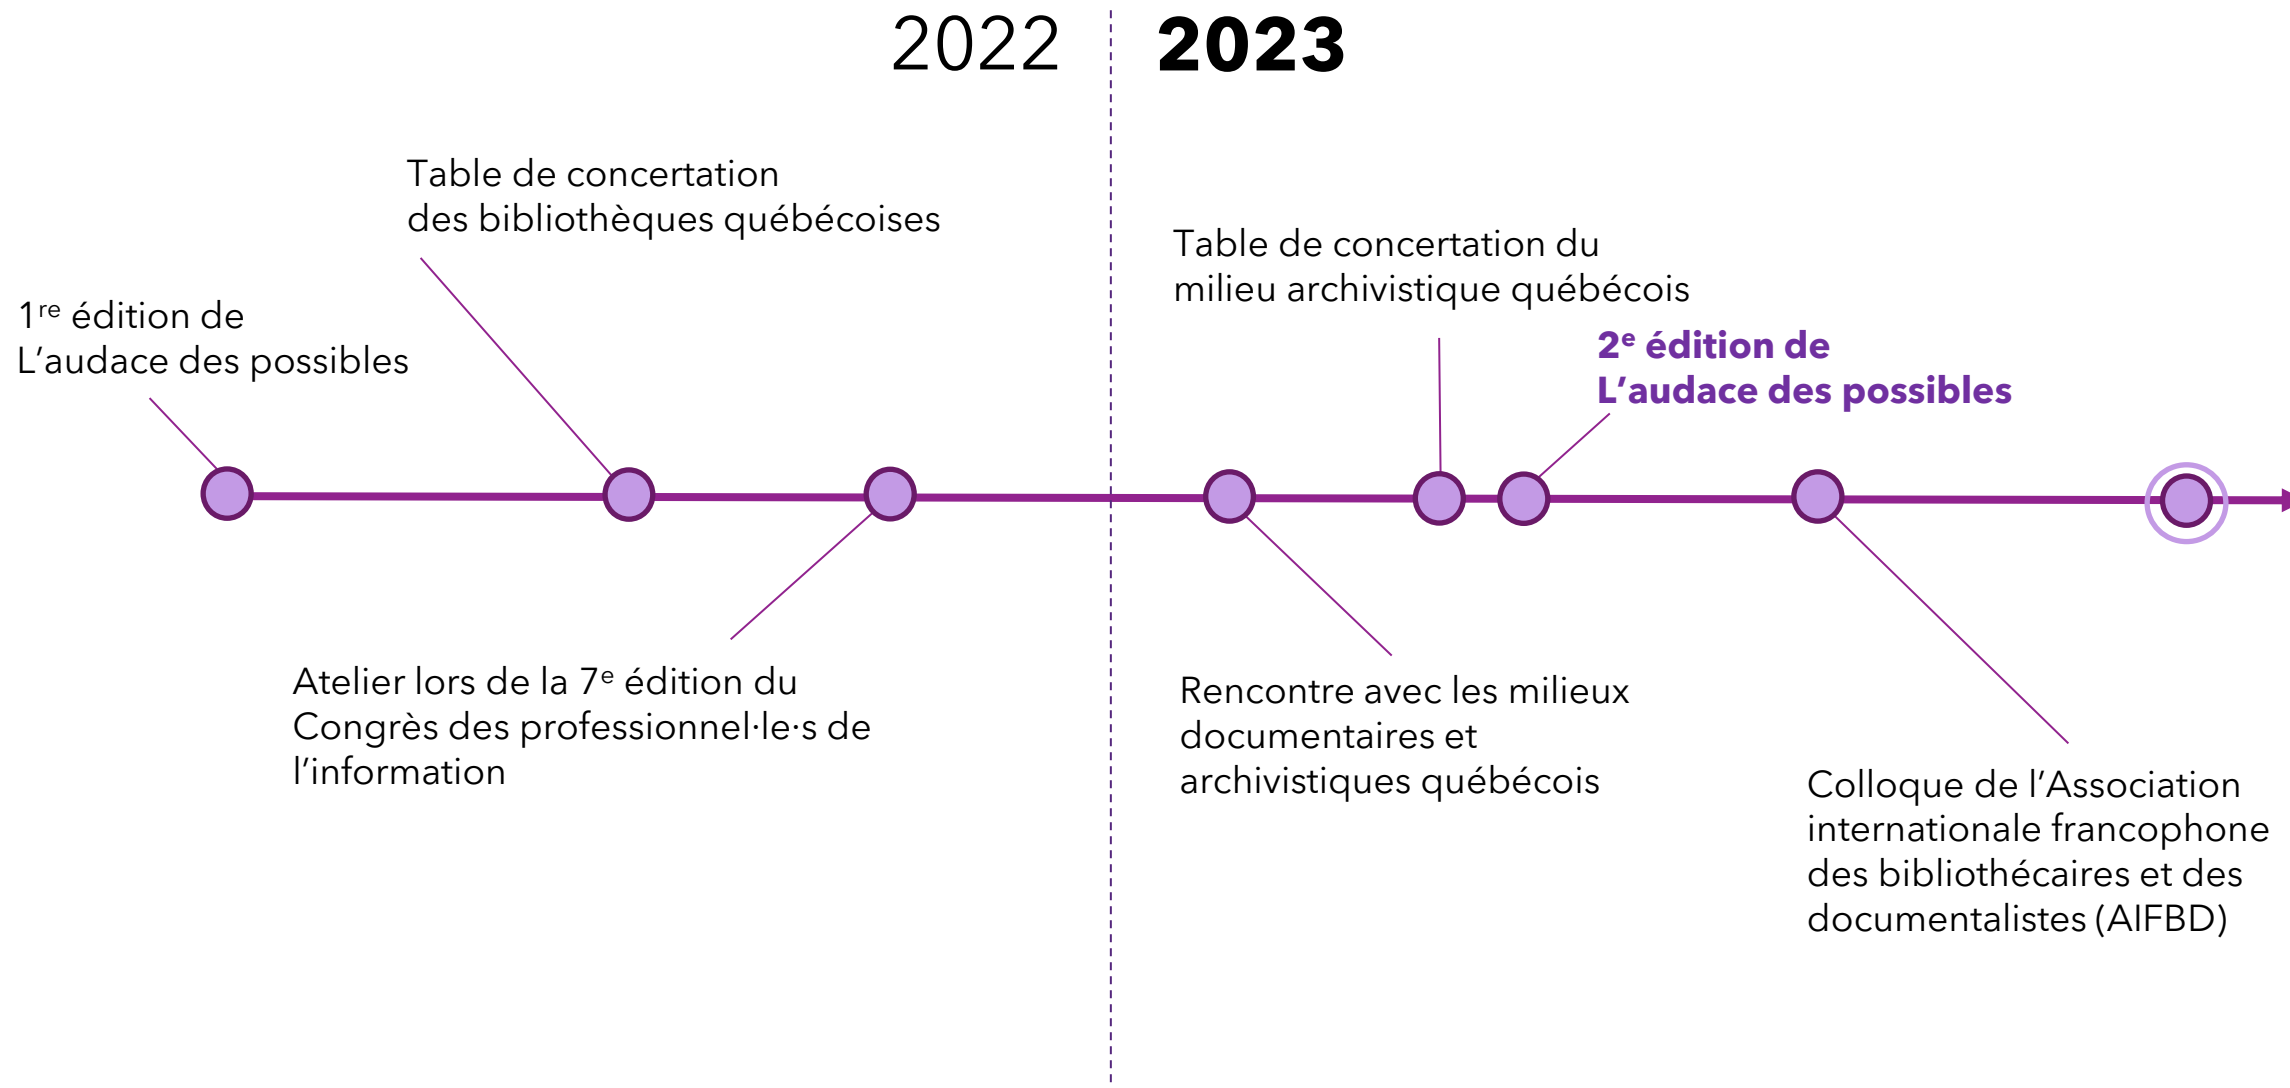 2022
2023
Table de concertation
des bibliothèques québécoises
1re édition de
L’audace des possibles
Atelier lors de la 7e édition du
Congrès des professionnel·le·s de
l’information
Table de concertation du
milieu archivistique québécois
2e édition de
L’audace des possibles
Rencontre avec les milieux
documentaires et
archivistiques québécois
Colloque de l’Association
internationale francophone
des bibliothécaires et des
documentalistes (AIFBD)